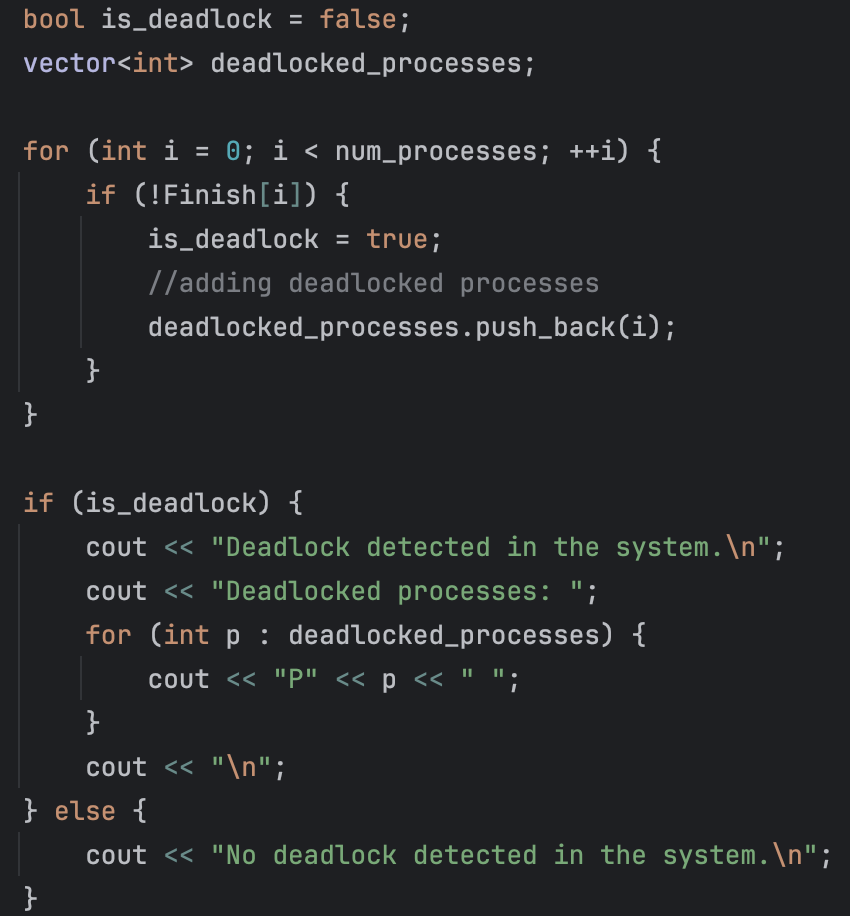 bool is_deadlock = false;
vector<int> deadlocked_processes;

for (int i = 0; i < num_processes; ++i) {
    if (!Finish[i]) {
        is_deadlock = true;
        //adding deadlocked processes
        deadlocked_processes.push_back(i);
    }
}

if (is_deadlock) {
    cout << "Deadlock detected in the system.\n";
    cout << "Deadlocked processes: ";
    for (int p : deadlocked_processes) {
        cout << "P" << p << " ";
    }
    cout << "\n";
} else {
    cout << "No deadlock detected in the system.\n";
}